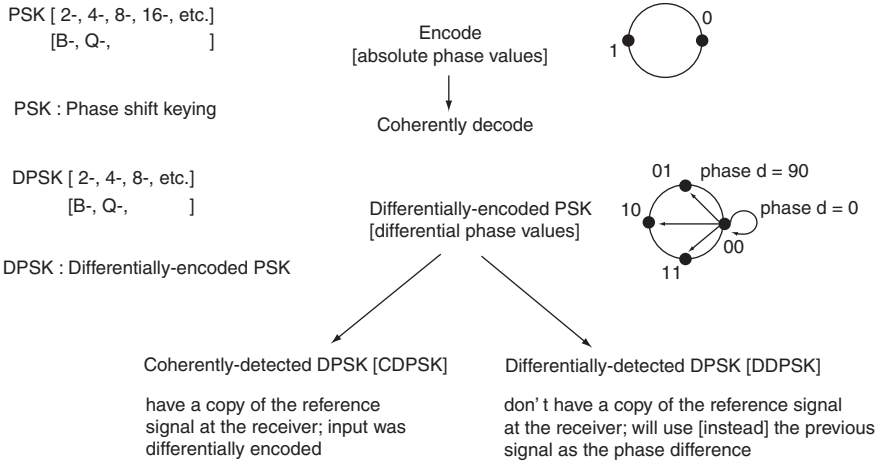 PSK [ 2-, 4-, 8-, 16-, etc.]
[B-, Q-, ]
PSK : Phase shift keying
Encode
[absolute phase values]
Coherently decode
1
0
DPSK [ 2-, 4-, 8-, etc.]
[B-, Q-, ]
DPSK : Differentially-encoded PSK
Differentially-encoded PSK
[differential phase values]
01
phase d = 90
10
phase d = 0
00
11
Coherently-detected DPSK [CDPSK]
have a copy of the reference
signal at the receiver; input was
differentially encoded
Differentially-detected DPSK [DDPSK]
don' t have a copy of the reference signal
at the receiver; will use [instead] the previous
signal as the phase difference